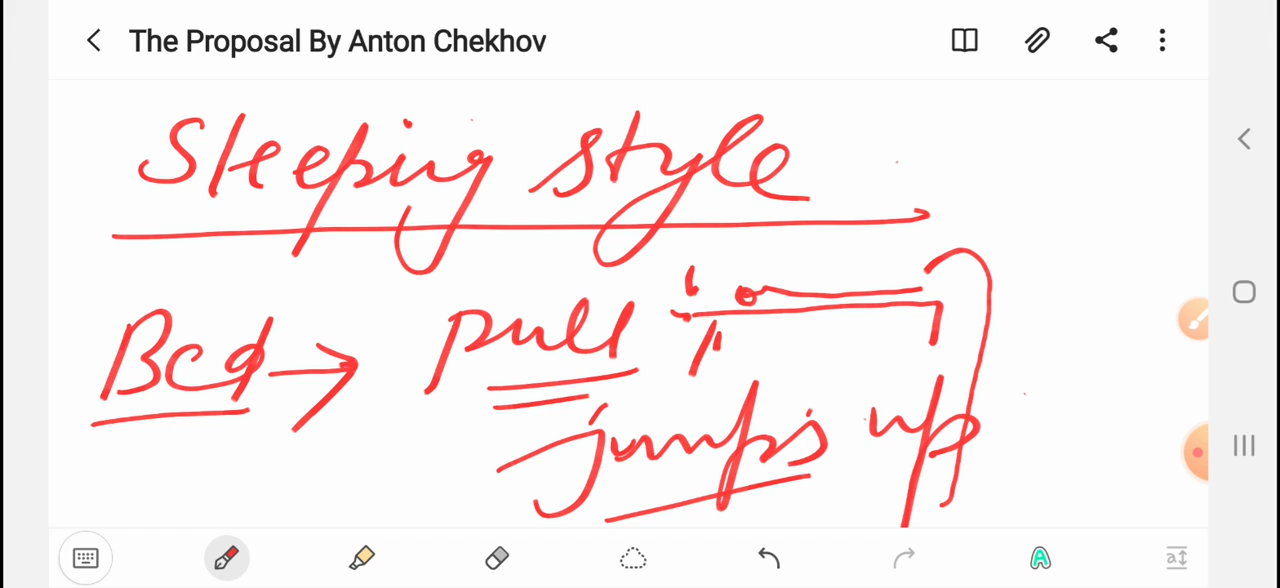 The Proposal By Anton Chekhov
Sleeping style
Bed → pull
jumps up